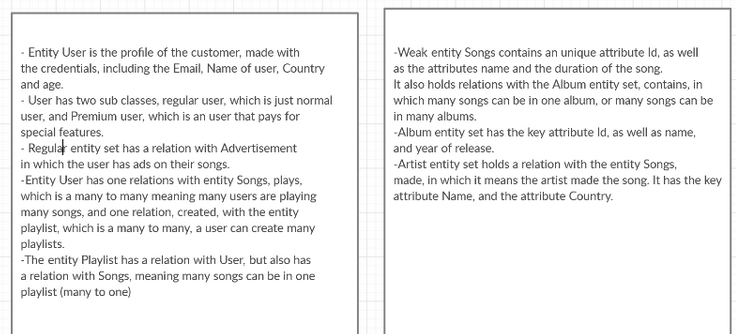 - Entity User is the profile of the customer, made with
the credentials, including the Email, Name of user, Country
and age.
- User has two sub classes, regular user, which is just normal
user, and Premium user, which is an user that pays for
special features.
- Regular entity set has a relation with Advertisement
in which the user has ads on their songs.
-Entity User has one relations with entity Songs, plays,
which is a many to many meaning many users are playing
many songs, and one relation, created, with the entity
playlist, which is a many to many, a user can create many
playlists.
-The entity Playlist has a relation with User, but also has
a relation with Songs, meaning many songs can be in one
playlist (many to one)
-Weak entity Songs contains an unique attribute Id, as well
as the attributes name and the duration of the song.
It also holds relations with the Album entity set, contains, in
which many songs can be in one album, or many songs can be
in many albums.
-Album entity set has the key attribute Id, as well as name,
and year of release.
-Artist entity set holds a relation with the entity Songs,
made, in which it means the artist made the song. It has the key
attribute Name, and the attribute Country.